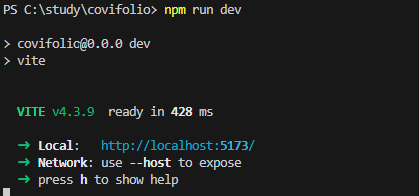 PS C:\study\covifolio> npm run dev
> covifolio@0.0.0 dev
> vite
VITE v4.3.9  ready in 428 ms
➜ Local:   http://localhost:5173/
➜ Network: use --host to expose
➜ press h to show help